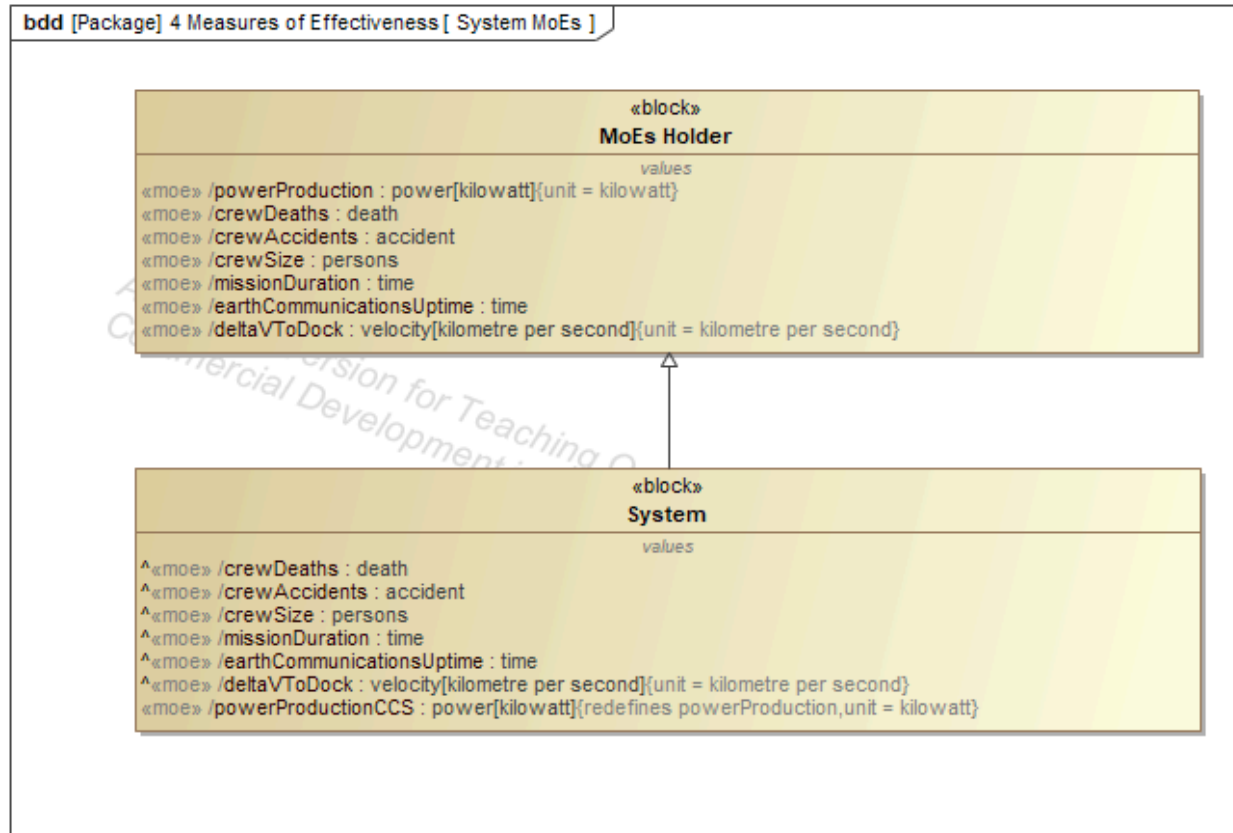 bdd [Package] 4 Measures of Effectiveness [ System MoEs ]
«block»
MoEs Holder
values
«moe» /powerProduction : power[kilowatt]{unit = kilowatt}
«moe» /crewDeaths : death
«moe» /crewAccidents : accident
«moe» /crewSize : persons
«moe» /missionDuration : time
«moe» /earthCommunicationsUptime : time
«moe» /deltaVToDock : velocity[kilometre per second]{unit = kilometre per second}
for Teaching
Development
«block»
System
values
^«moe» /crewDeaths : death
^«moe» /crewAccidents : accident
^«moe» /crewSize : persons
^«moe» /missionDuration : time
^«moe» /earthCommunicationsUptime : time
^«moe» /deltaVToDock : velocity[kilometre per second]{unit = kilometre per second}
«moe» /powerProductionCCS : power[kilowatt]{redefines powerProduction,unit = kilowatt}